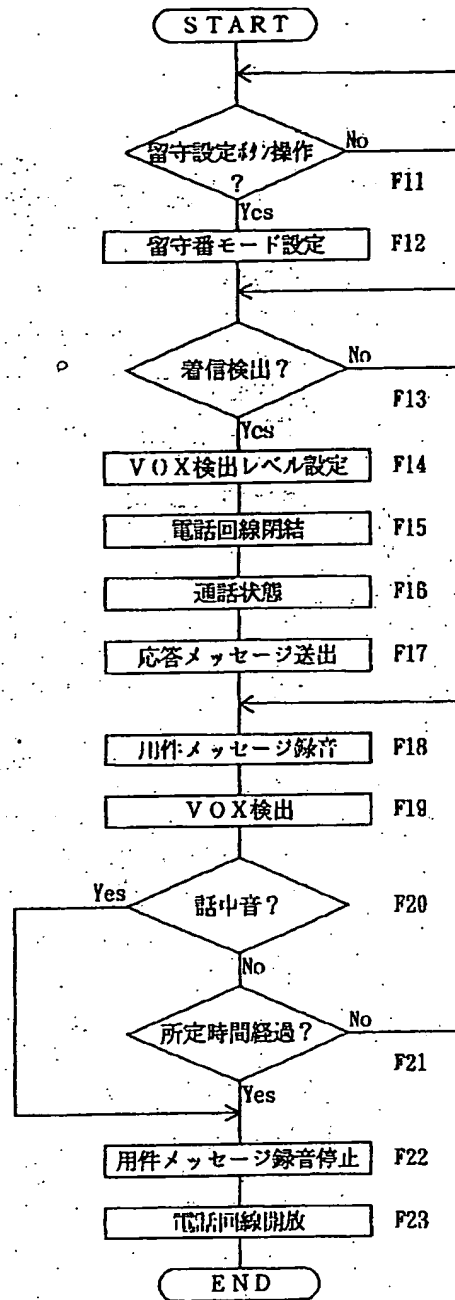 START
留守設定ボタン操作
?
No
F11
Yes
留守番モード設定
F12
着信検出?
No
F13
Yes
VOX検出レベル設定
F14
電話回線閉結
F15
通話状態
F16
応答メッセージ送出
F17
用件メッセージ録音
F18
VOX検出
F19
Yes
話中音?
F20
No
所定時間経過?
No
F21
Yes
用件メッセージ録音停止
F22
電話回線開放
F23
END